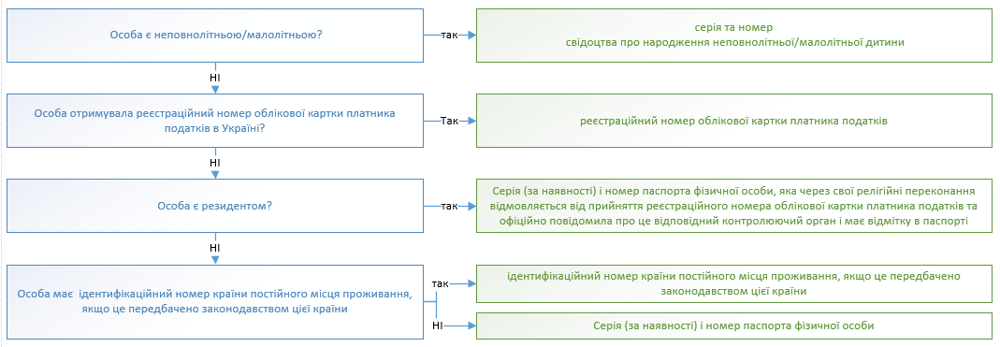 Особа є неповнолітньою/малолітньою?
так
серія та номер
свідоцтва про народження неповнолітньої/малолітньої дитини
НІ
Особа отримувала реєстраційний номер облікової картки платника
податків в Україні?
Так
реєстраційний номер облікової картки платника податків
НІ
Особа є резидентом?
так
Серія (за наявності) і номер паспорта фізичної особи, яка через свої релігійні переконання
відмовляється від прийняття реєстраційного номера облікової картки платника податків та
офіційно повідомила про це відповідний контролюючий орган і має відмітку в паспорті
НІ
Особа має ідентифікаційний номер країни постійного місця проживання,
якщо це передбачено законодавством цієї країни
так
ідентифікаційний номер країни постійного місця проживання, якщо це передбачено
законодавством цієї країни
НІ
Серія (за наявності) і номер паспорта фізичної особи